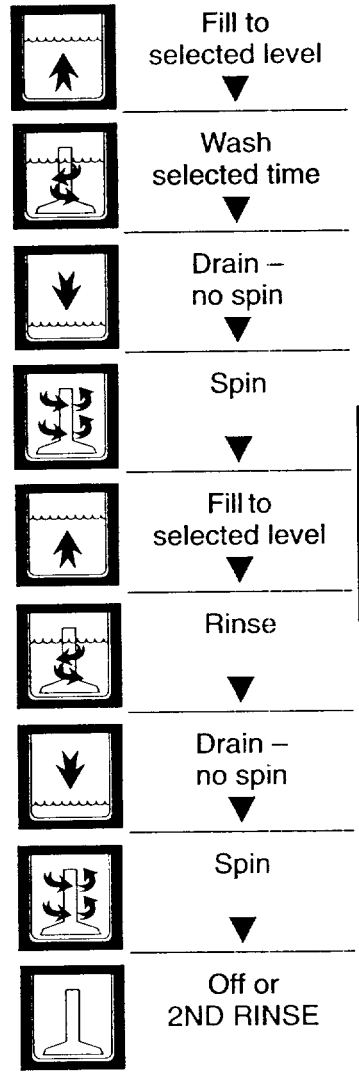 Fill to
selected level
Wash
selected time
Drain –
no spin
Spin
Fill to
selected level
Rinse
Drain –
no spin
Spin
Off or
2ND RINSE